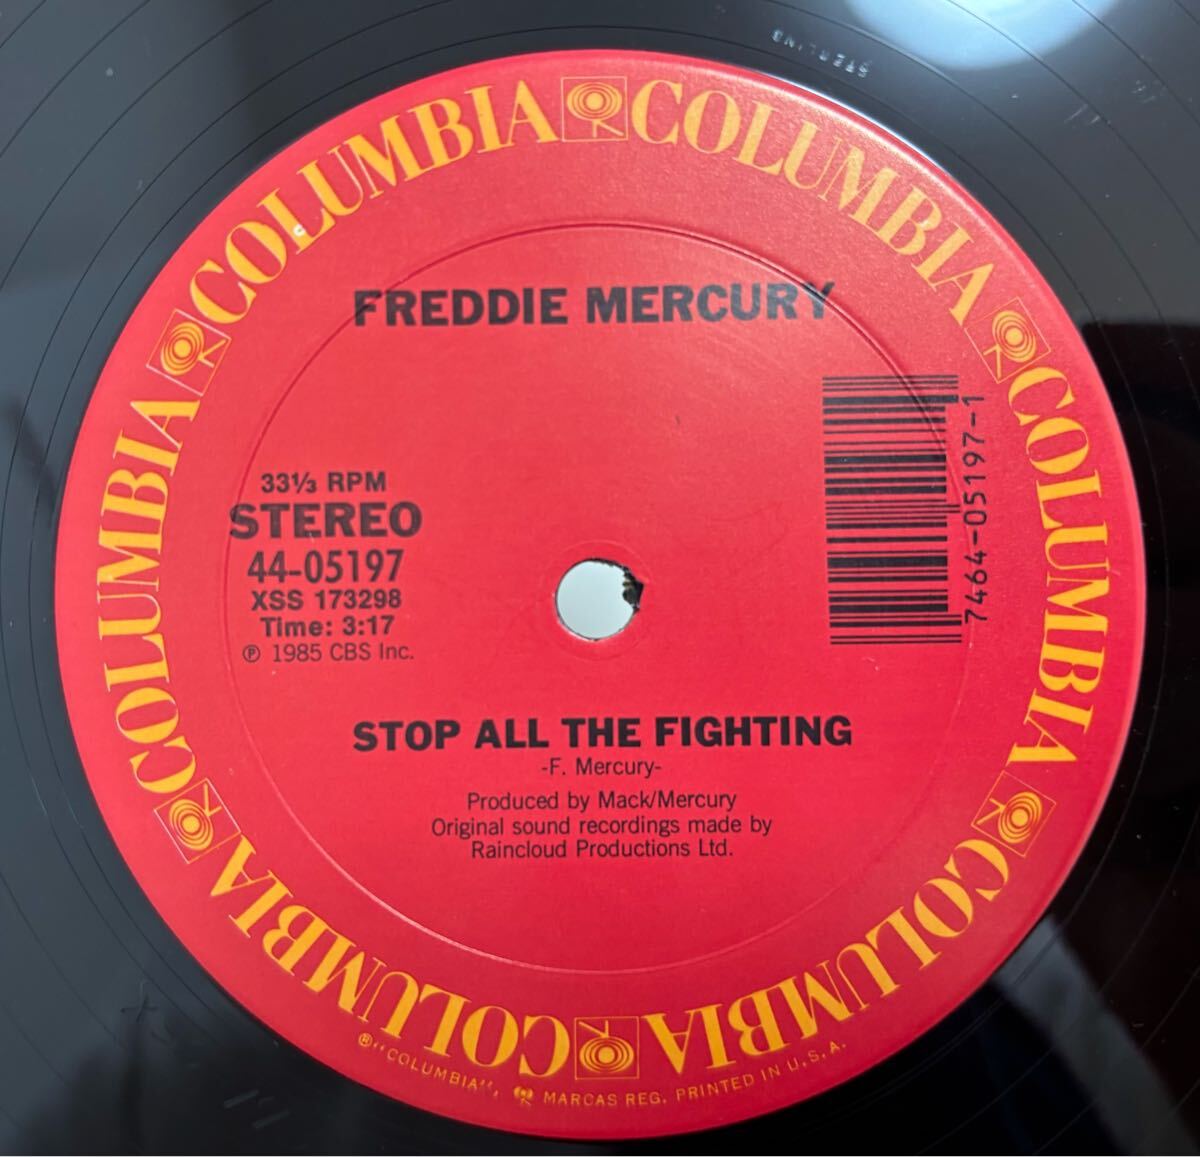 COLUMBIA COLUMBIA COLUMBIA COLUMBIA COLUMBIA COLUMBIA COLUMBIA
FREDDIE MERCURY
33⅓ RPM
STEREO
44-05197
XSS 173298
Time: 3:17
℗ 1985 CBS Inc.
7464-05197-1
STOP ALL THE FIGHTING
-F. Mercury-
Produced by Mack/Mercury
Original sound recordings made by
Raincloud Productions Ltd.
®"COLUMBIA", MARCAS REG. PRINTED IN U.S.A.